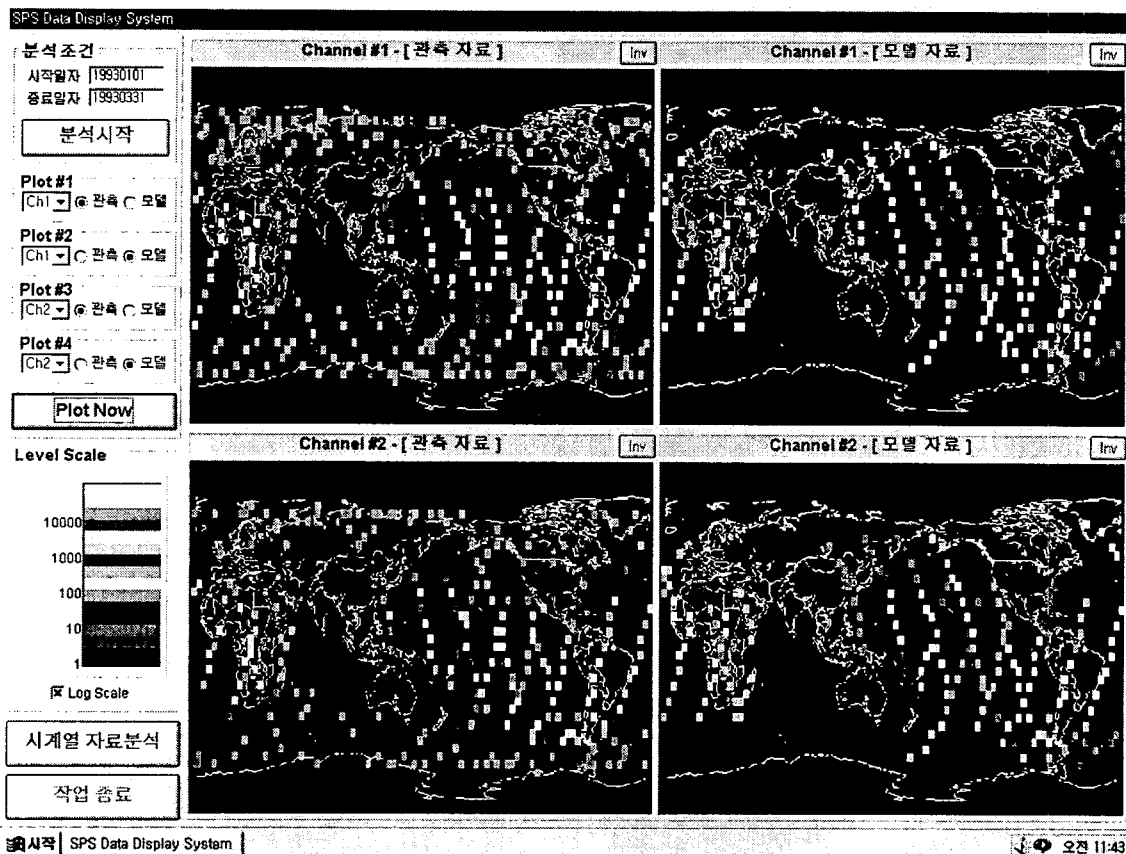 SPS Data Display System
분석조건
시작일자 19930101
종료일자 19930331
분석시작
Plot #1
Ch1 관측 모델
Plot #2
Ch1 관측 모델
Plot #3
Ch2 관측 모델
Plot #4
Ch2 관측 모델
Plot Now
Level Scale
10000
1000
100
10
1
Log Scale
시계열 자료분석
작업 종료
Channel #1 - [ 관측 자료 ] Inv
Channel #1 - [ 모델 자료 ] Inv
Channel #2 - [ 관측 자료 ] Inv
Channel #2 - [ 모델 자료 ] Inv
시작 SPS Data Display System 오전 11:43